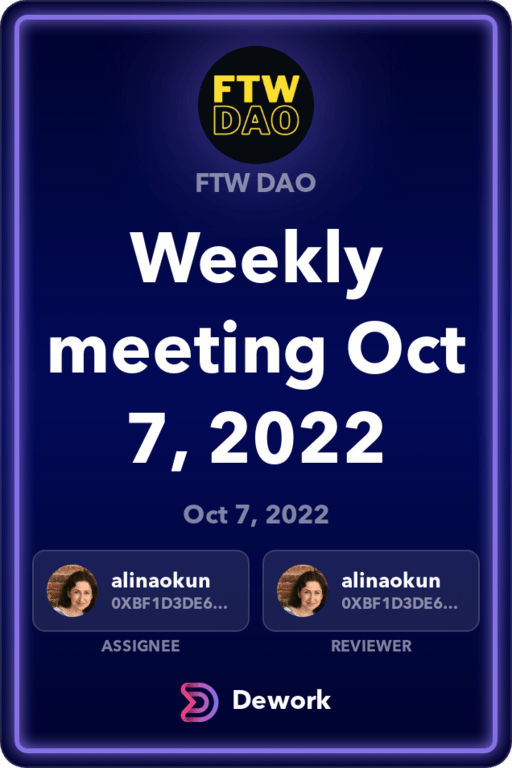 FTW
DAO
FTW DAO
Weekly
meeting Oct
7, 2022
Oct 7, 2022
alinaokun
0XBF1D3DE6...
ASSIGNEE
alinaokun
0XBF1D3DE6...
REVIEWER
Dework